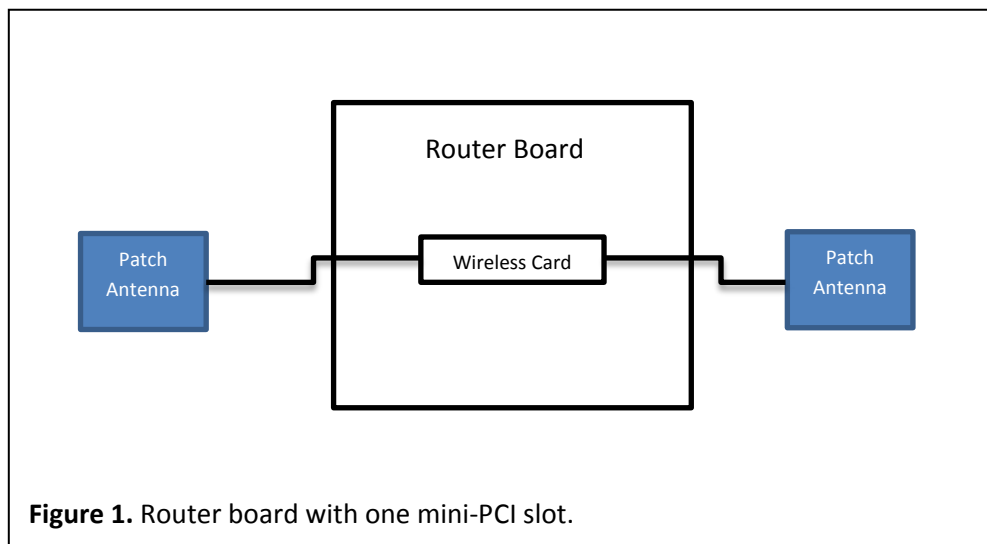 Router Board
Patch
Antenna
Wireless Card
Patch
Antenna
Figure 1. Router board with one mini-PCI slot.